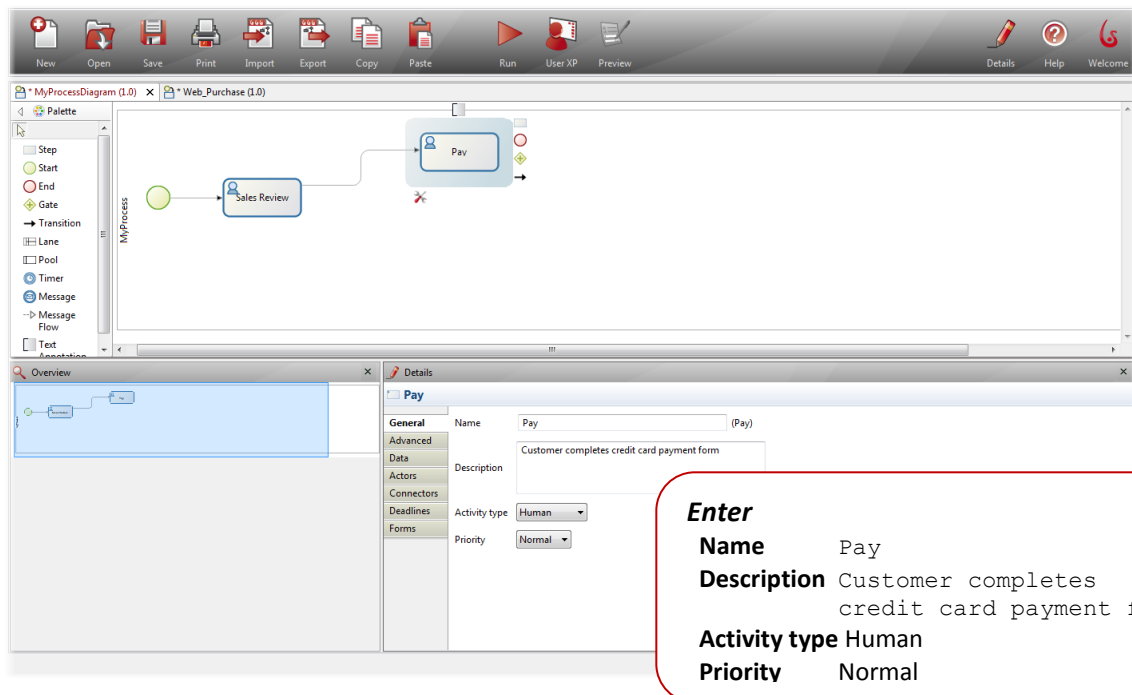 New Open Save Print Import Export Copy Paste Run User XP Preview Details Help Welcome
* MyProcessDiagram (1.0) * Web_Purchase (1.0)
Palette
Step
Start
End
Gate
Transition
Lane
Pool
Timer
Message
Message
Flow
Text
Annotation
MyProcess
Sales Review
Pay
Overview
Details
Pay
General
Advanced
Data
Actors
Connectors
Deadlines
Forms
Name Pay (Pay)
Description Customer completes credit card payment form
Activity type Human
Priority Normal
Enter
Name Pay
Description Customer completes
credit card payment f
Activity type Human
Priority Normal